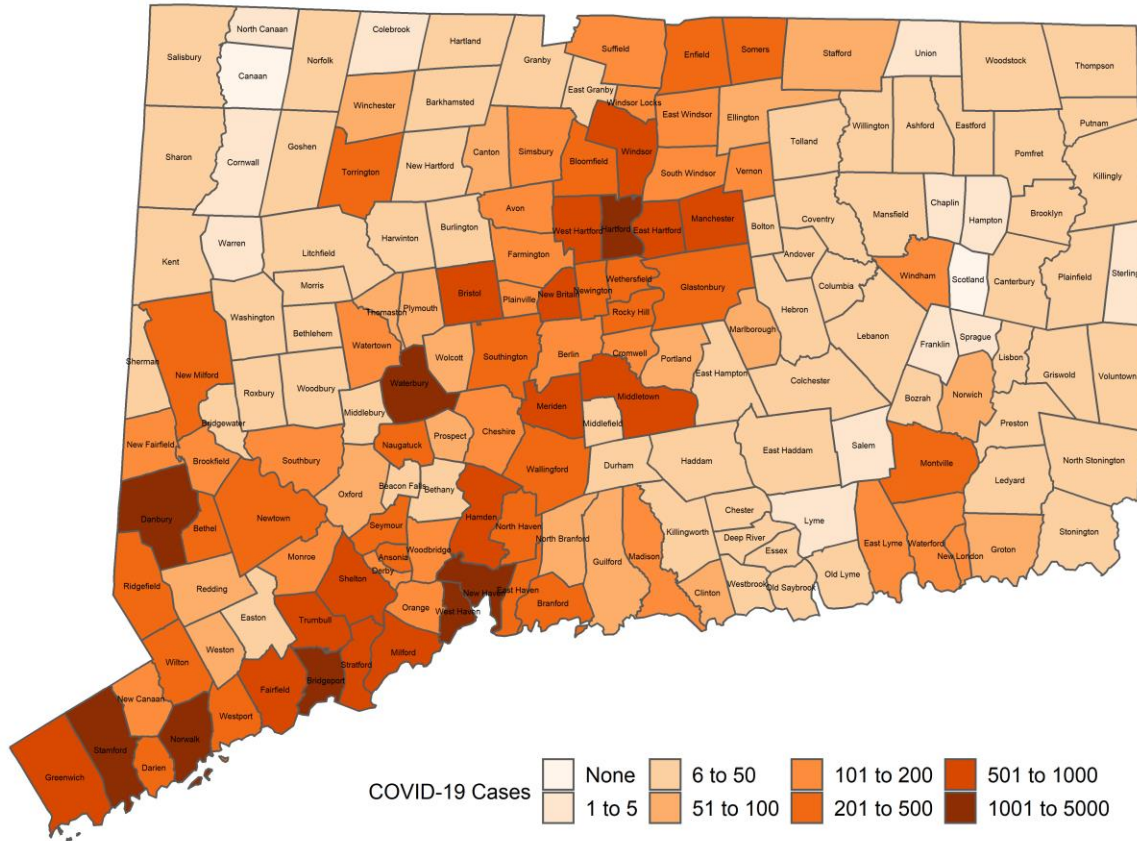 North Canaan
Colebrook
Hartland
Suffield
Enfield
Somers
Stafford
Union
Woodstock
Thompson
Salisbury
Canaan
Norfolk
Granby
East Granby
Winchester
Barkhamsted
Windsor Locks
East Windsor
Ellington
Willington
Ashford
Eastford
Putnam
Sharon
Cornwall
Goshen
Torrington
New Hartford
Canton
Simsbury
Bloomfield
Windsor
South Windsor
Vernon
Tolland
Pomfret
Killingly
Kent
Warren
Litchfield
Harwinton
Burlington
Avon
Farmington
West Hartford
Hartford
East Hartford
Manchester
Bolton
Coventry
Andover
Mansfield
Chaplin
Hampton
Brooklyn
Morris
Thomaston
Plymouth
Bristol
Plainville
New Britain
Newington
Wethersfield
Rocky Hill
Glastonbury
Hebron
Columbia
Windham
Scotland
Canterbury
Plainfield
Sterling
Sherman
New Milford
Washington
Bethlehem
Watertown
Wolcott
Southington
Berlin
Cromwell
Portland
Marlborough
East Hampton
Lebanon
Franklin
Sprague
Lisbon
Griswold
Voluntown
Bridgewater
Roxbury
Woodbury
Middlebury
Waterbury
Cheshire
Meriden
Middletown
Middlefield
Colchester
Bozrah
Norwich
Preston
New Fairfield
Brookfield
Southbury
Naugatuck
Prospect
Wallingford
Durham
Haddam
East Haddam
Salem
Montville
North Stonington
Ledyard
Danbury
Bethel
Newtown
Oxford
Beacon Falls
Bethany
Hamden
North Haven
North Branford
Guilford
Madison
Killingworth
Chester
Deep River
Essex
Lyme
East Lyme
Waterford
New London
Groton
Stonington
Ridgefield
Redding
Monroe
Seymour
Ansonia
Derby
Woodbridge
New Haven
East Haven
Branford
Clinton
Westbrook
Old Saybrook
Old Lyme
Easton
Shelton
Orange
West Haven
Wilton
Weston
Trumbull
Stratford
Milford
New Canaan
Westport
Fairfield
Bridgeport
Greenwich
Stamford
Darien
Norwalk
COVID-19 Cases
None
1 to 5
6 to 50
51 to 100
101 to 200
201 to 500
501 to 1000
1001 to 5000